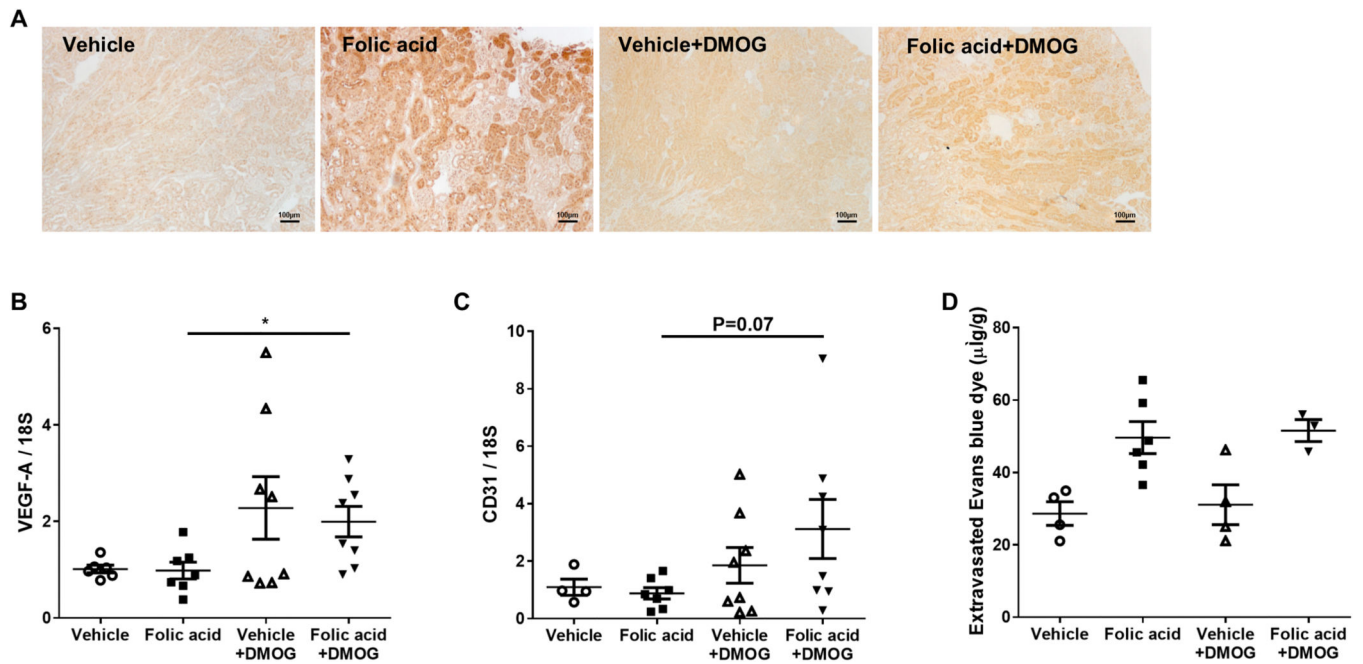 A
Vehicle
Folic acid
Vehicle+DMOG
Folic acid+DMOG
100µm
100µm
100µm
100µm
B
VEGF-A / 18S
6
4
2
0
*
Vehicle
Folic acid
Vehicle
+DMOG
Folic acid
+DMOG
C
CD31 / 18S
10
8
6
4
2
0
P=0.07
Vehicle
Folic acid
Vehicle
+DMOG
Folic acid
+DMOG
D
Extravasated Evans blue dye (µÌg/g)
80
60
40
20
0
Vehicle
Folic acid
Vehicle
+DMOG
Folic acid
+DMOG